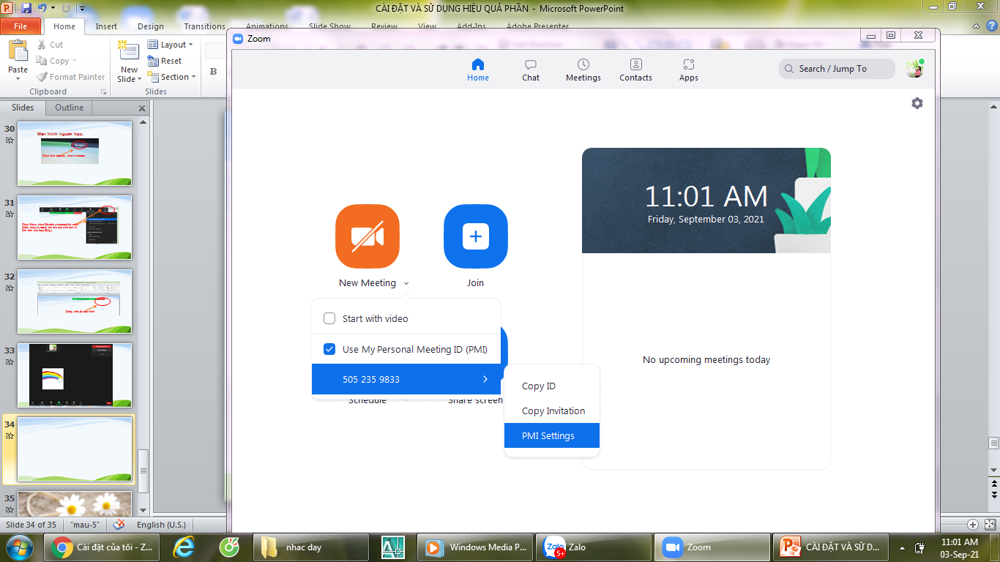 CÀI ĐẶT VÀ SỬ DỤNG HIỆU QUẢ PHẦN - Microsoft PowerPoint
File Home Insert Design Transitions Animations Slide Show Review View Add-Ins Adobe Presenter
Paste
Cut
Copy
Format Painter
Clipboard
New Slide
Layout
Reset
Section
Slides
B
Slides Outline
30
Màn hình người học.
31
32
33
34
35
Zoom
Home Chat Meetings Contacts Apps
Search / Jump To
11:01 AM
Friday, September 03, 2021
New Meeting
Join
Start with video
Use My Personal Meeting ID (PMI)
505 235 9833
Schedule
Share screen
Copy ID
Copy Invitation
PMI Settings
No upcoming meetings today
Slide 34 of 35 "mau-5" English (U.S.)
Cài đặt của tôi - Z...
nhac day
Windows Media P...
Zalo
5+
Zalo
Zoom
CÀI ĐẶT VÀ SỬ D...
11:01 AM
03-Sep-21